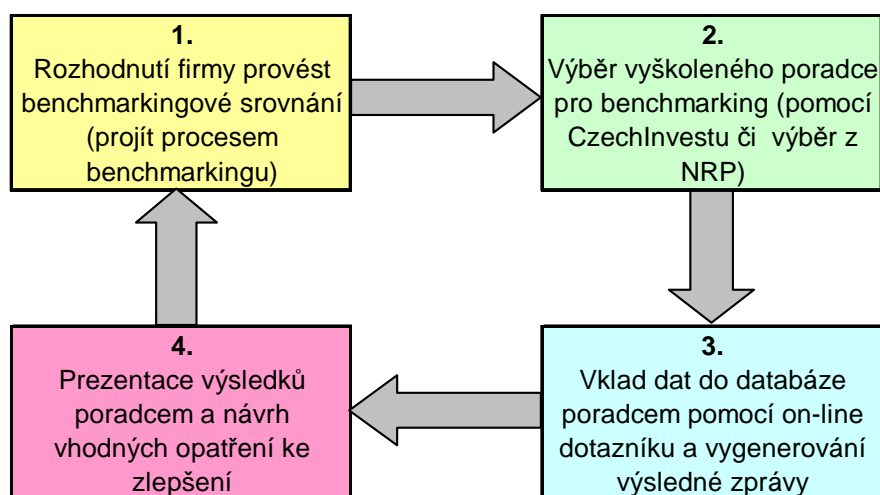 1.
Rozhodnutí firmy provést
benchmarkingové srovnání
(projít procesem
benchmarkingu)
2.
Výběr vyškoleného poradce
pro benchmarking (pomocí
CzechInvestu či výběr z
NRP)
3.
Vklad dat do databáze
poradcem pomocí on-line
dotazníku a vygenerování
výsledné zprávy
4.
Prezentace výsledků
poradcem a návrh
vhodných opatření ke
zlepšení